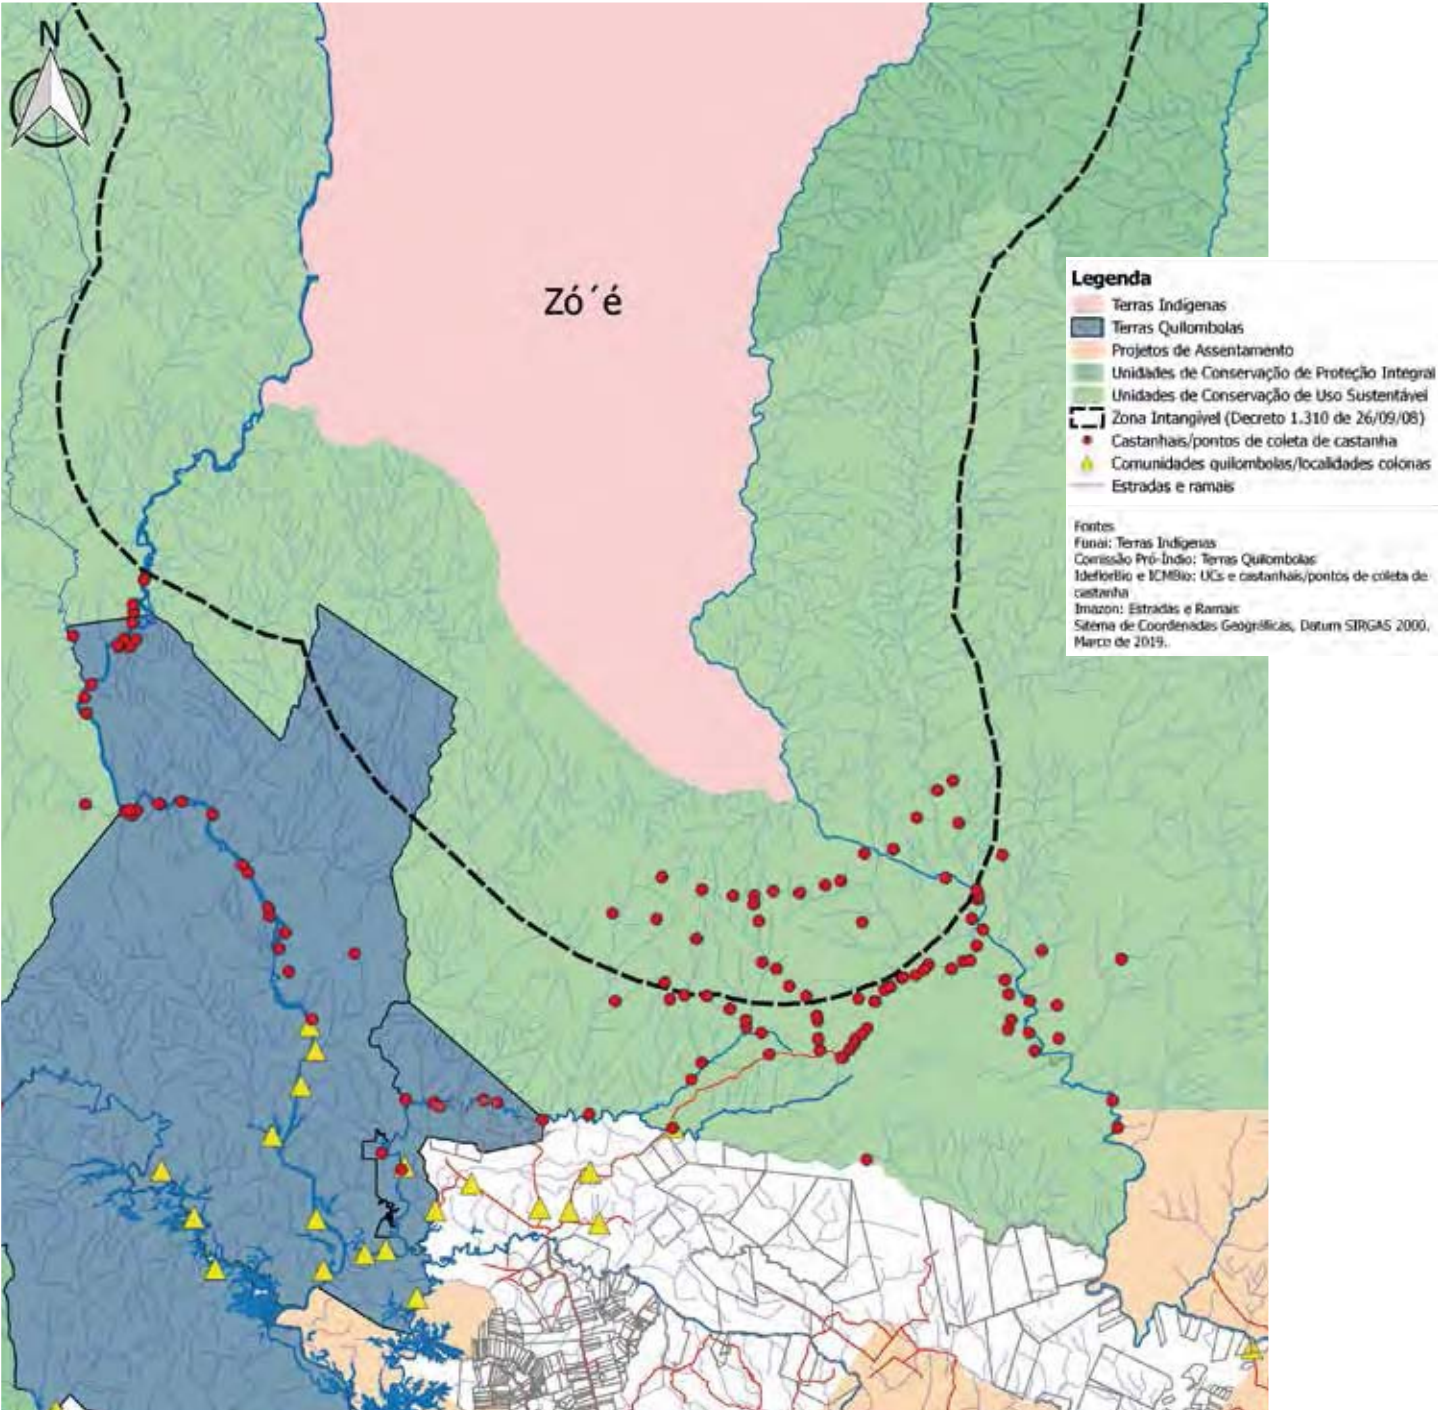 N
Zó´é
Legenda
Terras Indígenas
Terras Quilombolas
Projetos de Assentamento
Unidades de Conservação de Proteção Integral
Unidades de Conservação de Uso Sustentável
Zona Intangível (Decreto 1.310 de 26/09/08)
Castanhais/pontos de coleta de castanha
Comunidades quilombolas/localidades colonas
Estradas e ramais
Fontes
Funai: Terras Indígenas
Comissão Pró-Índio: Terras Quilombolas
IdeflorBio e ICMBio: UCs e castanhais/pontos de coleta de
castanha
Imazon: Estradas e Ramais
Sitema de Coordenadas Geográficas, Datum SIRGAS 2000.
Marco de 2019.